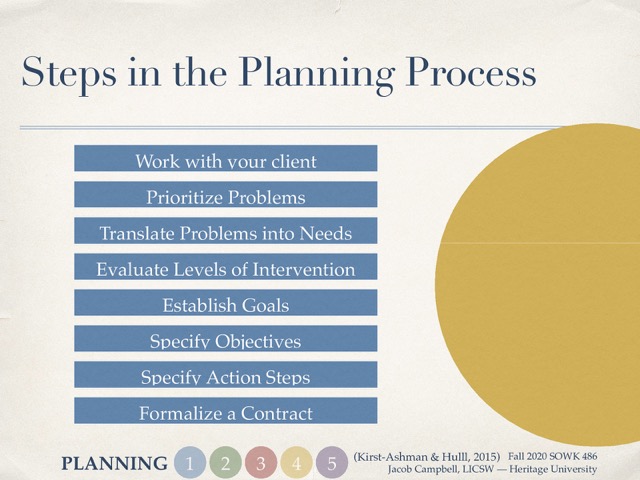 Steps in the Planning Process
Work with your client
Prioritize Problems
Translate Problems into Needs
Evaluate Levels of Intervention
Establish Goals
Specify Objectives
Specify Action Steps
Formalize a Contract
PLANNING 1 2 3 4 5
(Kirst-Ashman & Hulll, 2015) Fall 2020 SOWK 486
Jacob Campbell, LICSW — Heritage University